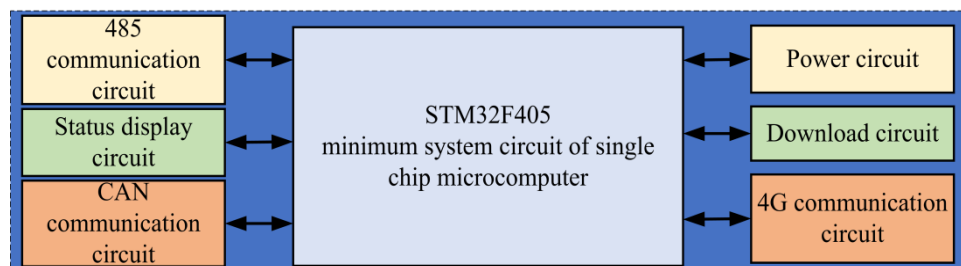 485
communication
circuit
Status display
circuit
CAN
communication
circuit
STM32F405
minimum system circuit of single
chip microcomputer
Power circuit
Download circuit
4G communication
circuit